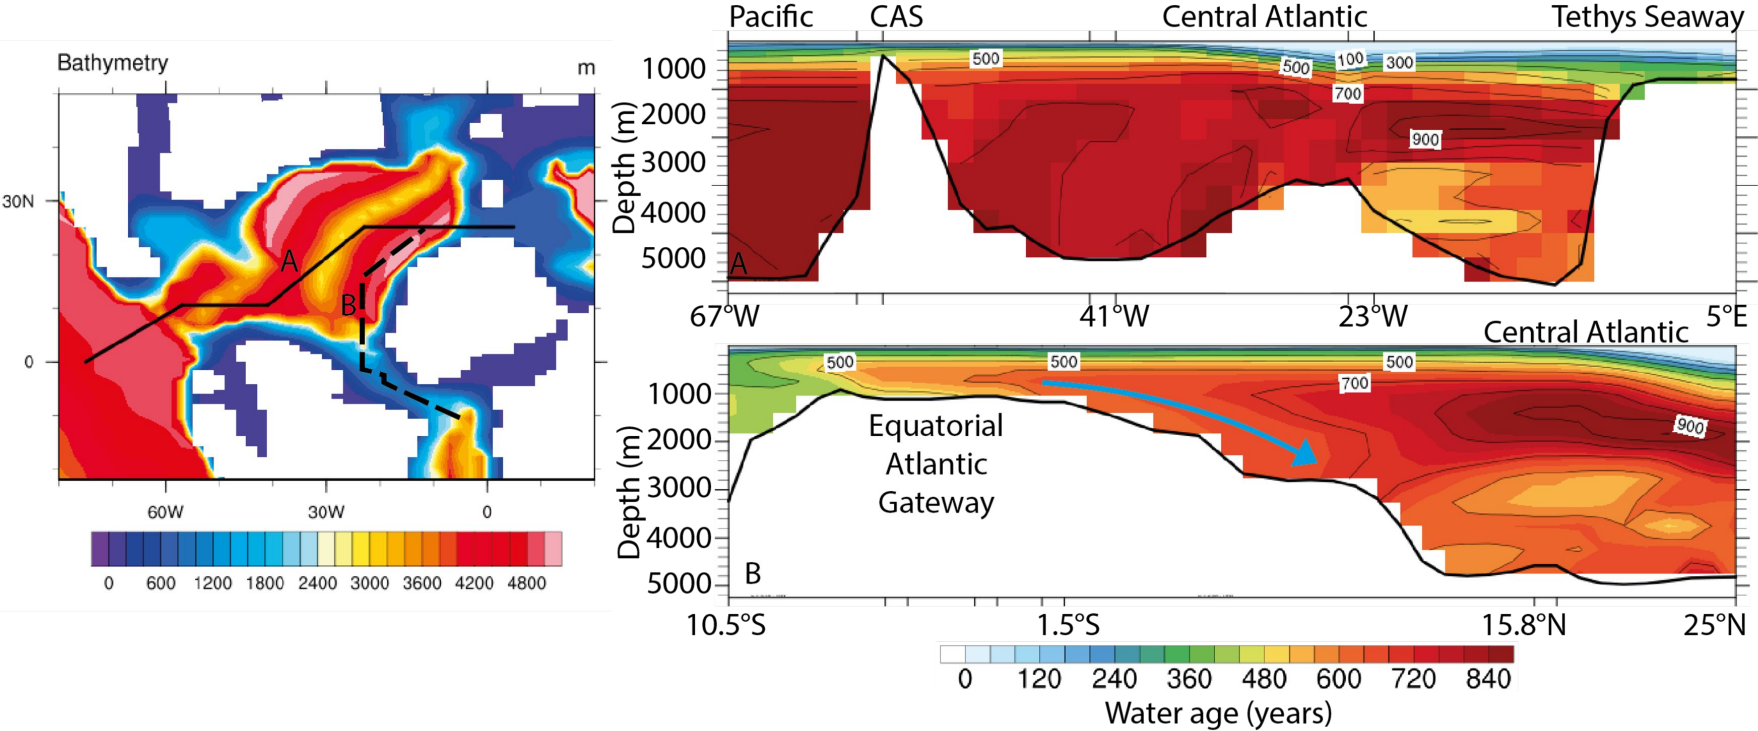 Bathymetry
m
30N
0
A
B
60W
30W
0
0 600 1200 1800 2400 3000 3600 4200 4800
Pacific CAS Central Atlantic Tethys Seaway
Depth (m)
1000
2000
3000
4000
5000
500
500
100
300
700
900
A
67°W 41°W 23°W 5°E
Central Atlantic
Depth (m)
1000
2000
3000
4000
5000
500
500
500
700
900
Equatorial
Atlantic
Gateway
B
10.5°S 1.5°S 15.8°N 25°N
0 120 240 360 480 600 720 840
Water age (years)